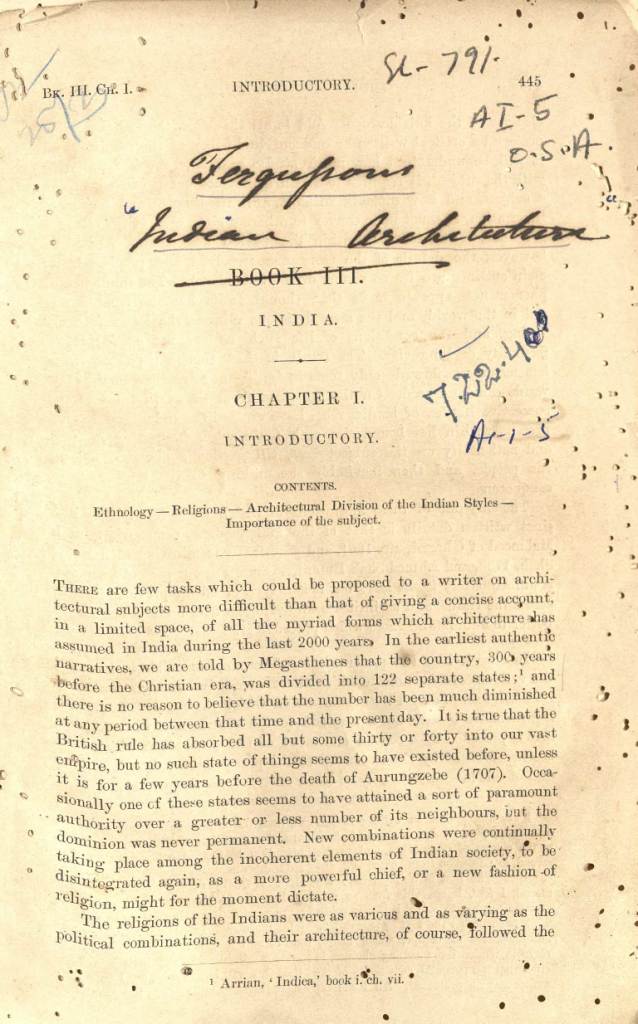 BK. III. CH. I.
INTRODUCTORY.
445
SL- 791-
AI-5
O.S.A.
Fergussons
"Indian Architecture"
BOOK III.
INDIA.
CHAPTER I.
INTRODUCTORY.
A1-1-5
CONTENTS.
Ethnology — Religions — Architectural Division of the Indian Styles —
Importance of the subject.
THERE are few tasks which could be proposed to a writer on archi-
tectural subjects more difficult than that of giving a concise account,
in a limited space, of all the myriad forms which architecture has
assumed in India during the last 2000 years. In the earliest authentic
narratives, we are told by Megasthenes that the country, 300 years
before the Christian era, was divided into 122 separate states;¹ and
there is no reason to believe that the number has been much diminished
at any period between that time and the present day. It is true that the
British rule has absorbed all but some thirty or forty into our vast
empire, but no such state of things seems to have existed before, unless
it is for a few years before the death of Aurungzebe (1707). Occa-
sionally one of these states seems to have attained a sort of paramount
authority over a greater or less number of its neighbours, but the
dominion was never permanent. New combinations were continually
taking place among the incoherent elements of Indian society, to be
disintegrated again, as a more powerful chief, or a new fashion of
religion, might for the moment dictate.
The religions of the Indians were as various and as varying as the
political combinations, and their architecture, of course, followed the
¹ Arrian, ‘Indica,’ book i. ch. vii.